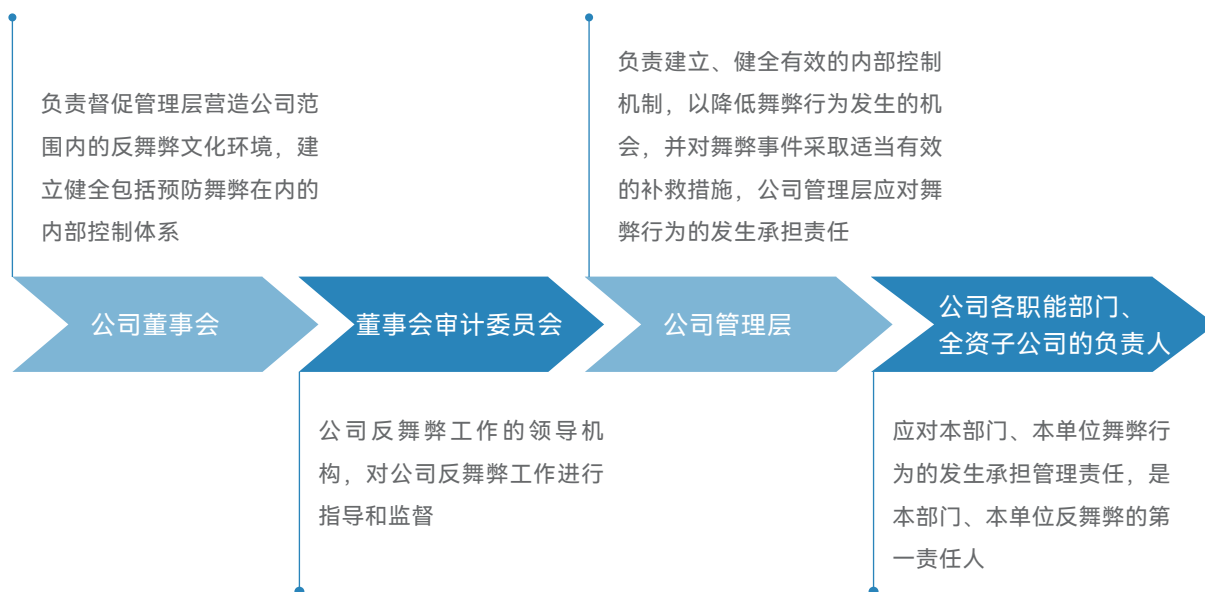 负责督促管理层营造公司范
围内的反舞弊文化环境，建
立健全包括预防舞弊在内的
内部控制体系
公司董事会
董事会审计委员会
公司反舞弊工作的领导机
构，对公司反舞弊工作进行
指导和监督
负责建立、健全有效的内部控制
机制，以降低舞弊行为发生的机
会，并对舞弊事件采取适当有效
的补救措施，公司管理层应对舞
弊行为的发生承担责任
公司管理层
公司各职能部门、
全资子公司的负责人
应对本部门、本单位舞弊行
为的发生承担管理责任，是
本部门、本单位反舞弊的第
一责任人